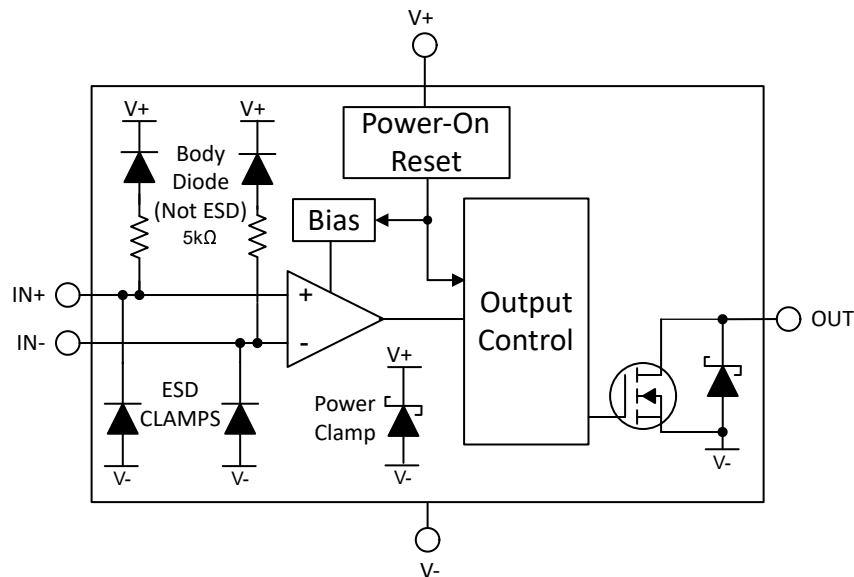 V+
V+
V+
Power-On
Reset
Body
Diode
(Not ESD)
5kΩ
Bias
IN+
IN-
+
-
Output
Control
OUT
V+
ESD
CLAMPS
Power
Clamp
V-
V-
V-
V-
V-